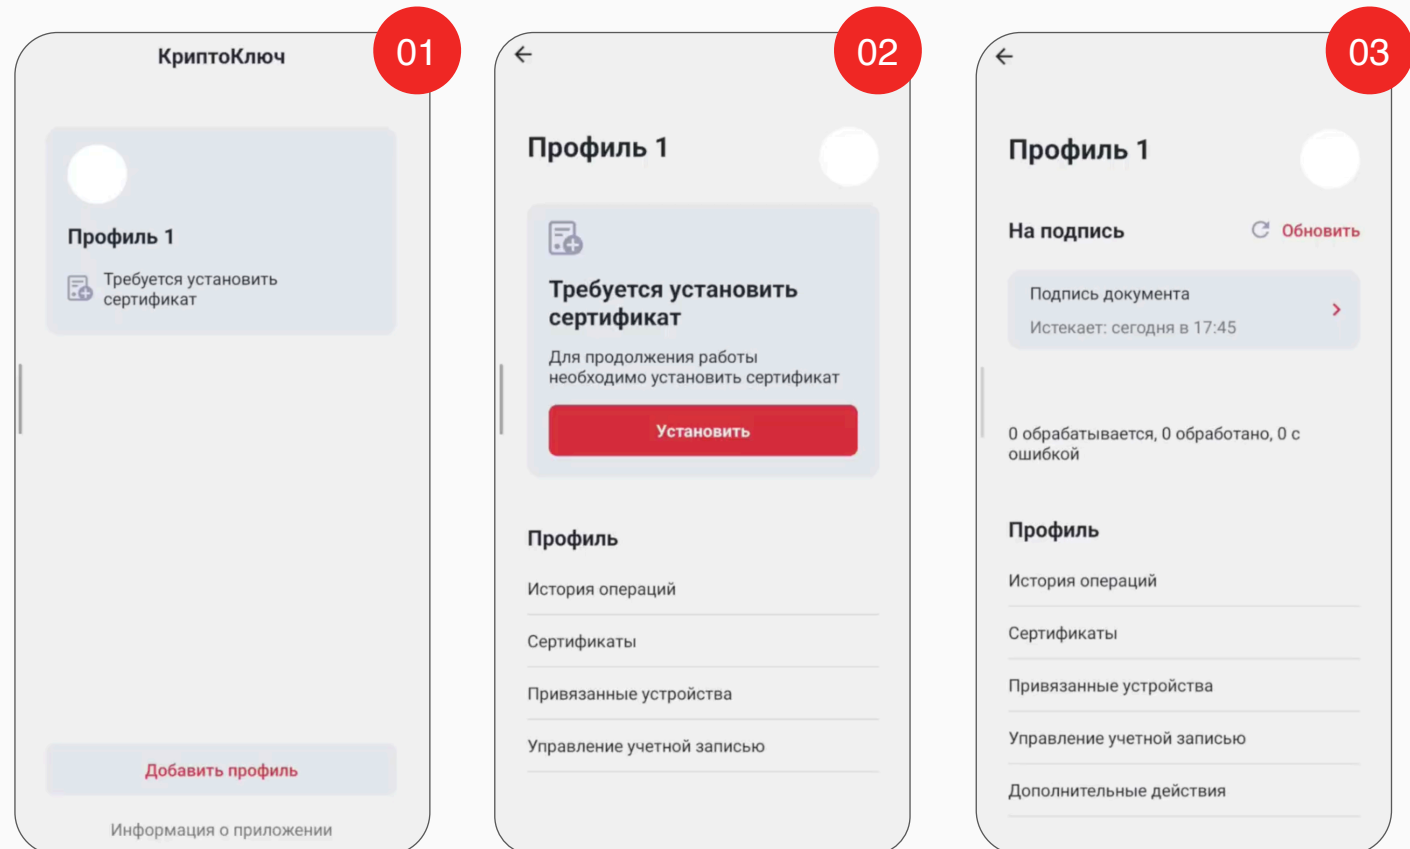 КриптоКлюч
01
Профиль 1
Требуется установить
сертификат
Добавить профиль
Информация о приложении
02
Профиль 1
Требуется установить
сертификат
Для продолжения работы
необходимо установить сертификат
Установить
Профиль
История операций
Сертификаты
Привязанные устройства
Управление учетной записью
03
Профиль 1
На подпись
Обновить
Подпись документа
Истекает: сегодня в 17:45
0 обрабатывается, 0 обработано, 0 с
ошибкой
Профиль
История операций
Сертификаты
Привязанные устройства
Управление учетной записью
Дополнительные действия